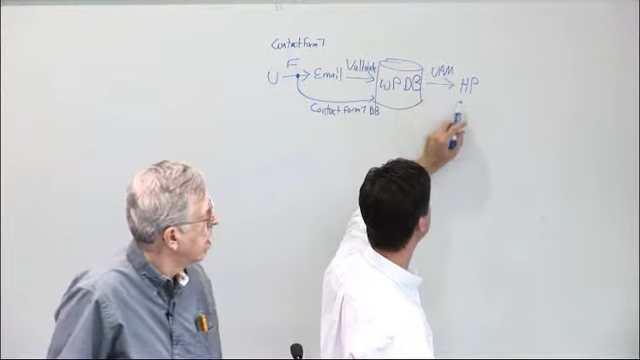 Contact form 7
U F Email Validate WP DB UAM HP
Contact form 7 DB